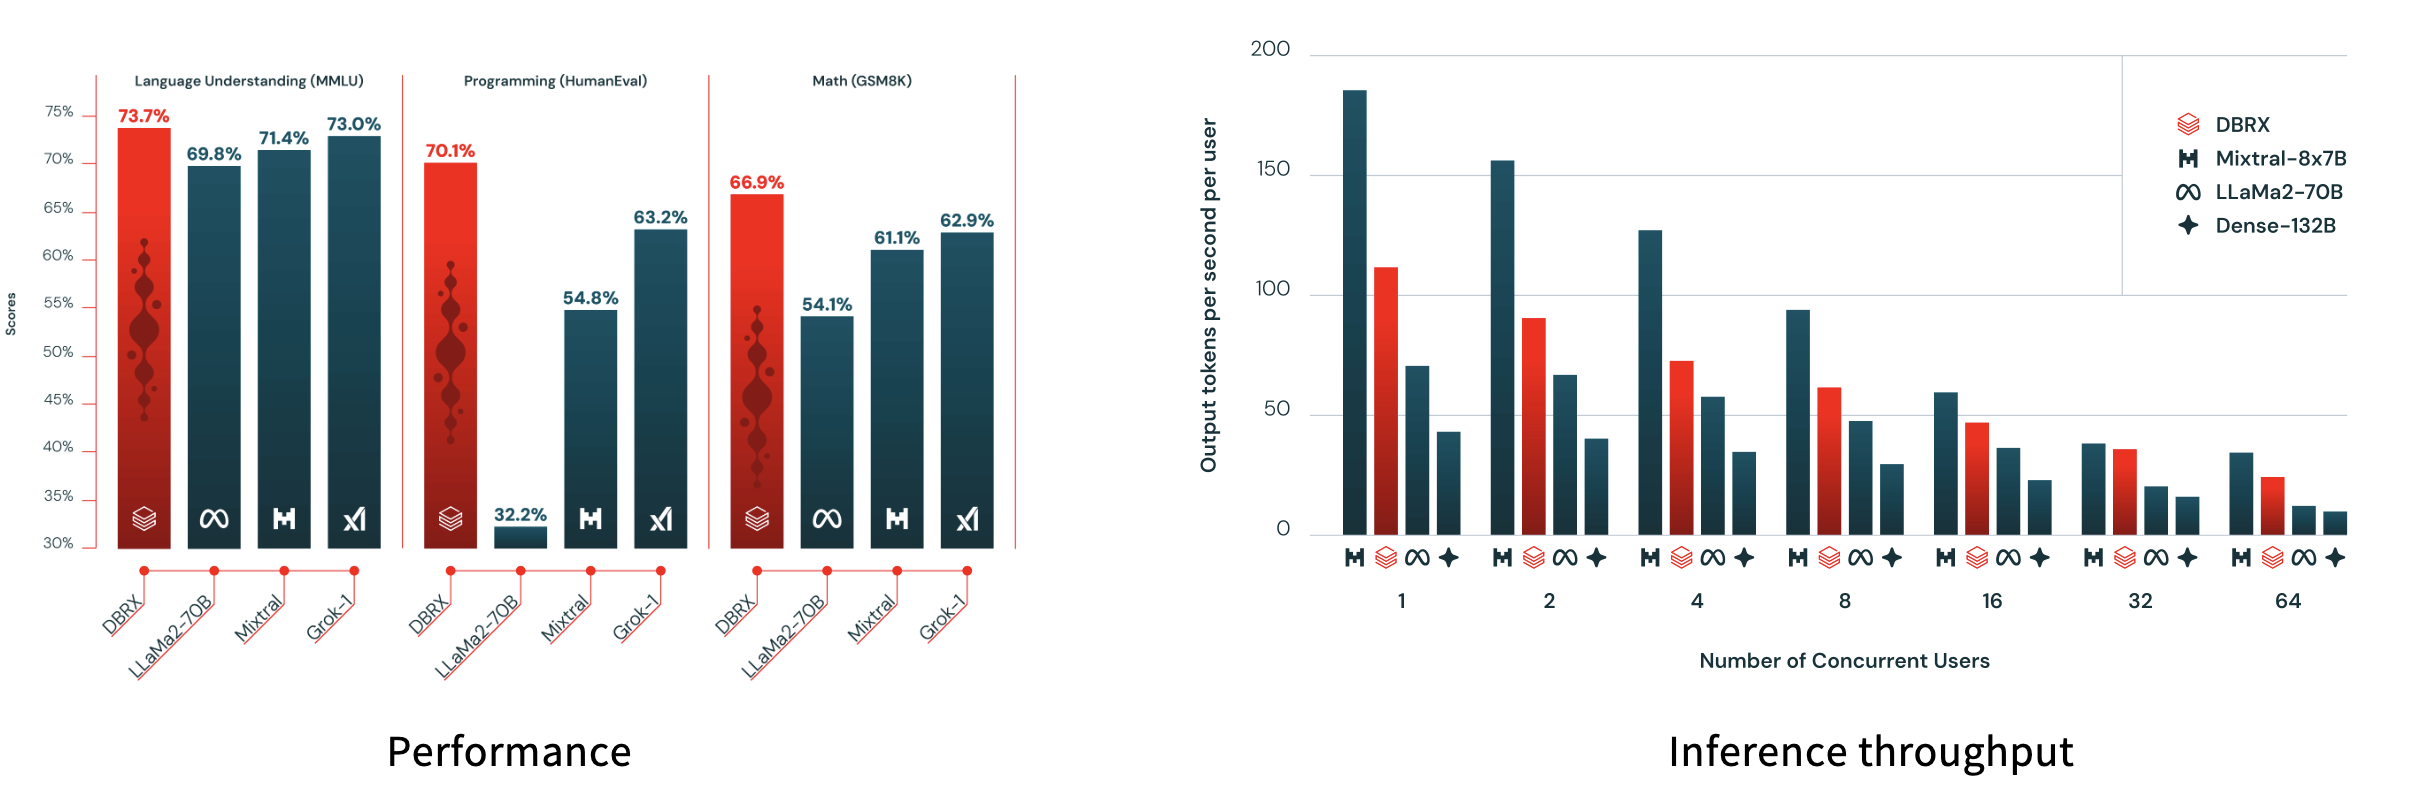 Language Understanding (MMLU)
Programming (HumanEval)
Math (GSM8K)
Scores
75%
70%
65%
60%
55%
50%
45%
40%
35%
30%
73.7%
69.8%
71.4%
73.0%
70.1%
32.2%
54.8%
63.2%
66.9%
54.1%
61.1%
62.9%
DBRX
LLaMa2-70B
Mixtral
Grok-1
DBRX
LLaMa2-70B
Mixtral
Grok-1
DBRX
LLaMa2-70B
Mixtral
Grok-1
Performance
Output tokens per second per user
200
150
100
50
0
DBRX
Mixtral-8x7B
LLaMa2-70B
Dense-132B
1
2
4
8
16
32
64
Number of Concurrent Users
Inference throughput